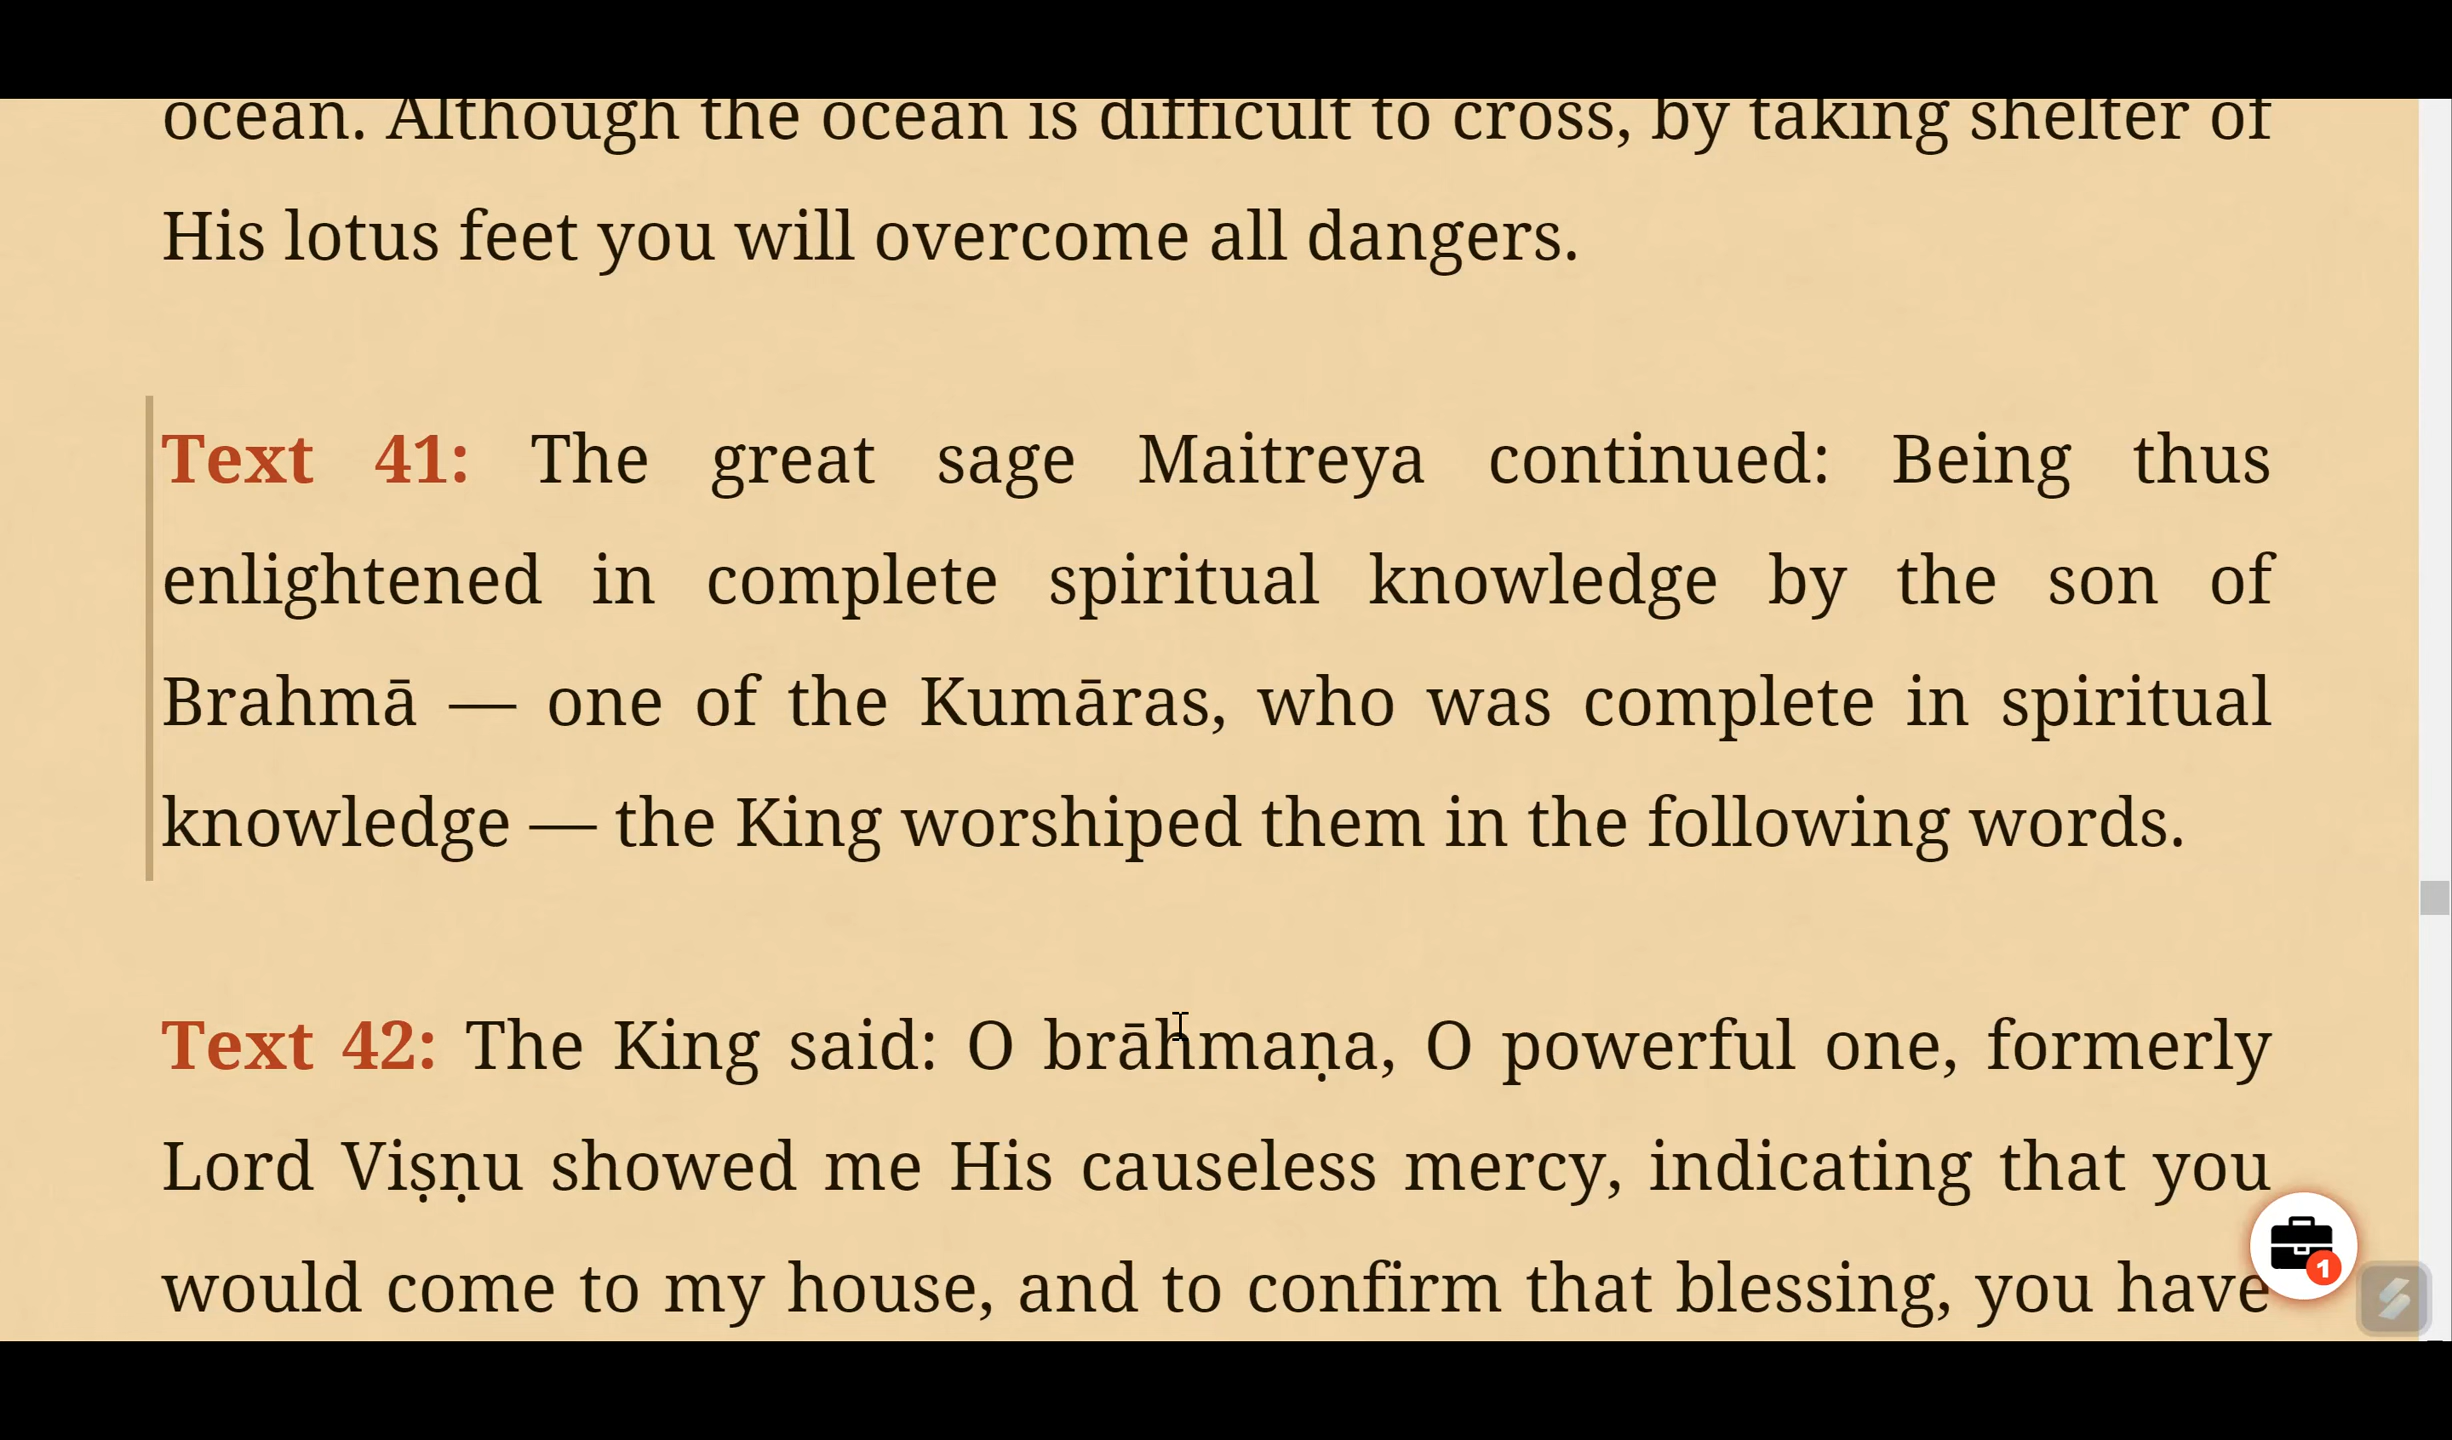 ocean. Although the ocean is difficult to cross, by taking shelter of
His lotus feet you will overcome all dangers.
Text 41: The great sage Maitreya continued: Being thus
enlightened in complete spiritual knowledge by the son of
Brahmā — one of the Kumāras, who was complete in spiritual
knowledge — the King worshiped them in the following words.
Text 42: The King said: O brāhmaṇa, O powerful one, formerly
Lord Viṣṇu showed me His causeless mercy, indicating that you
would come to my house, and to confirm that blessing, you have
1